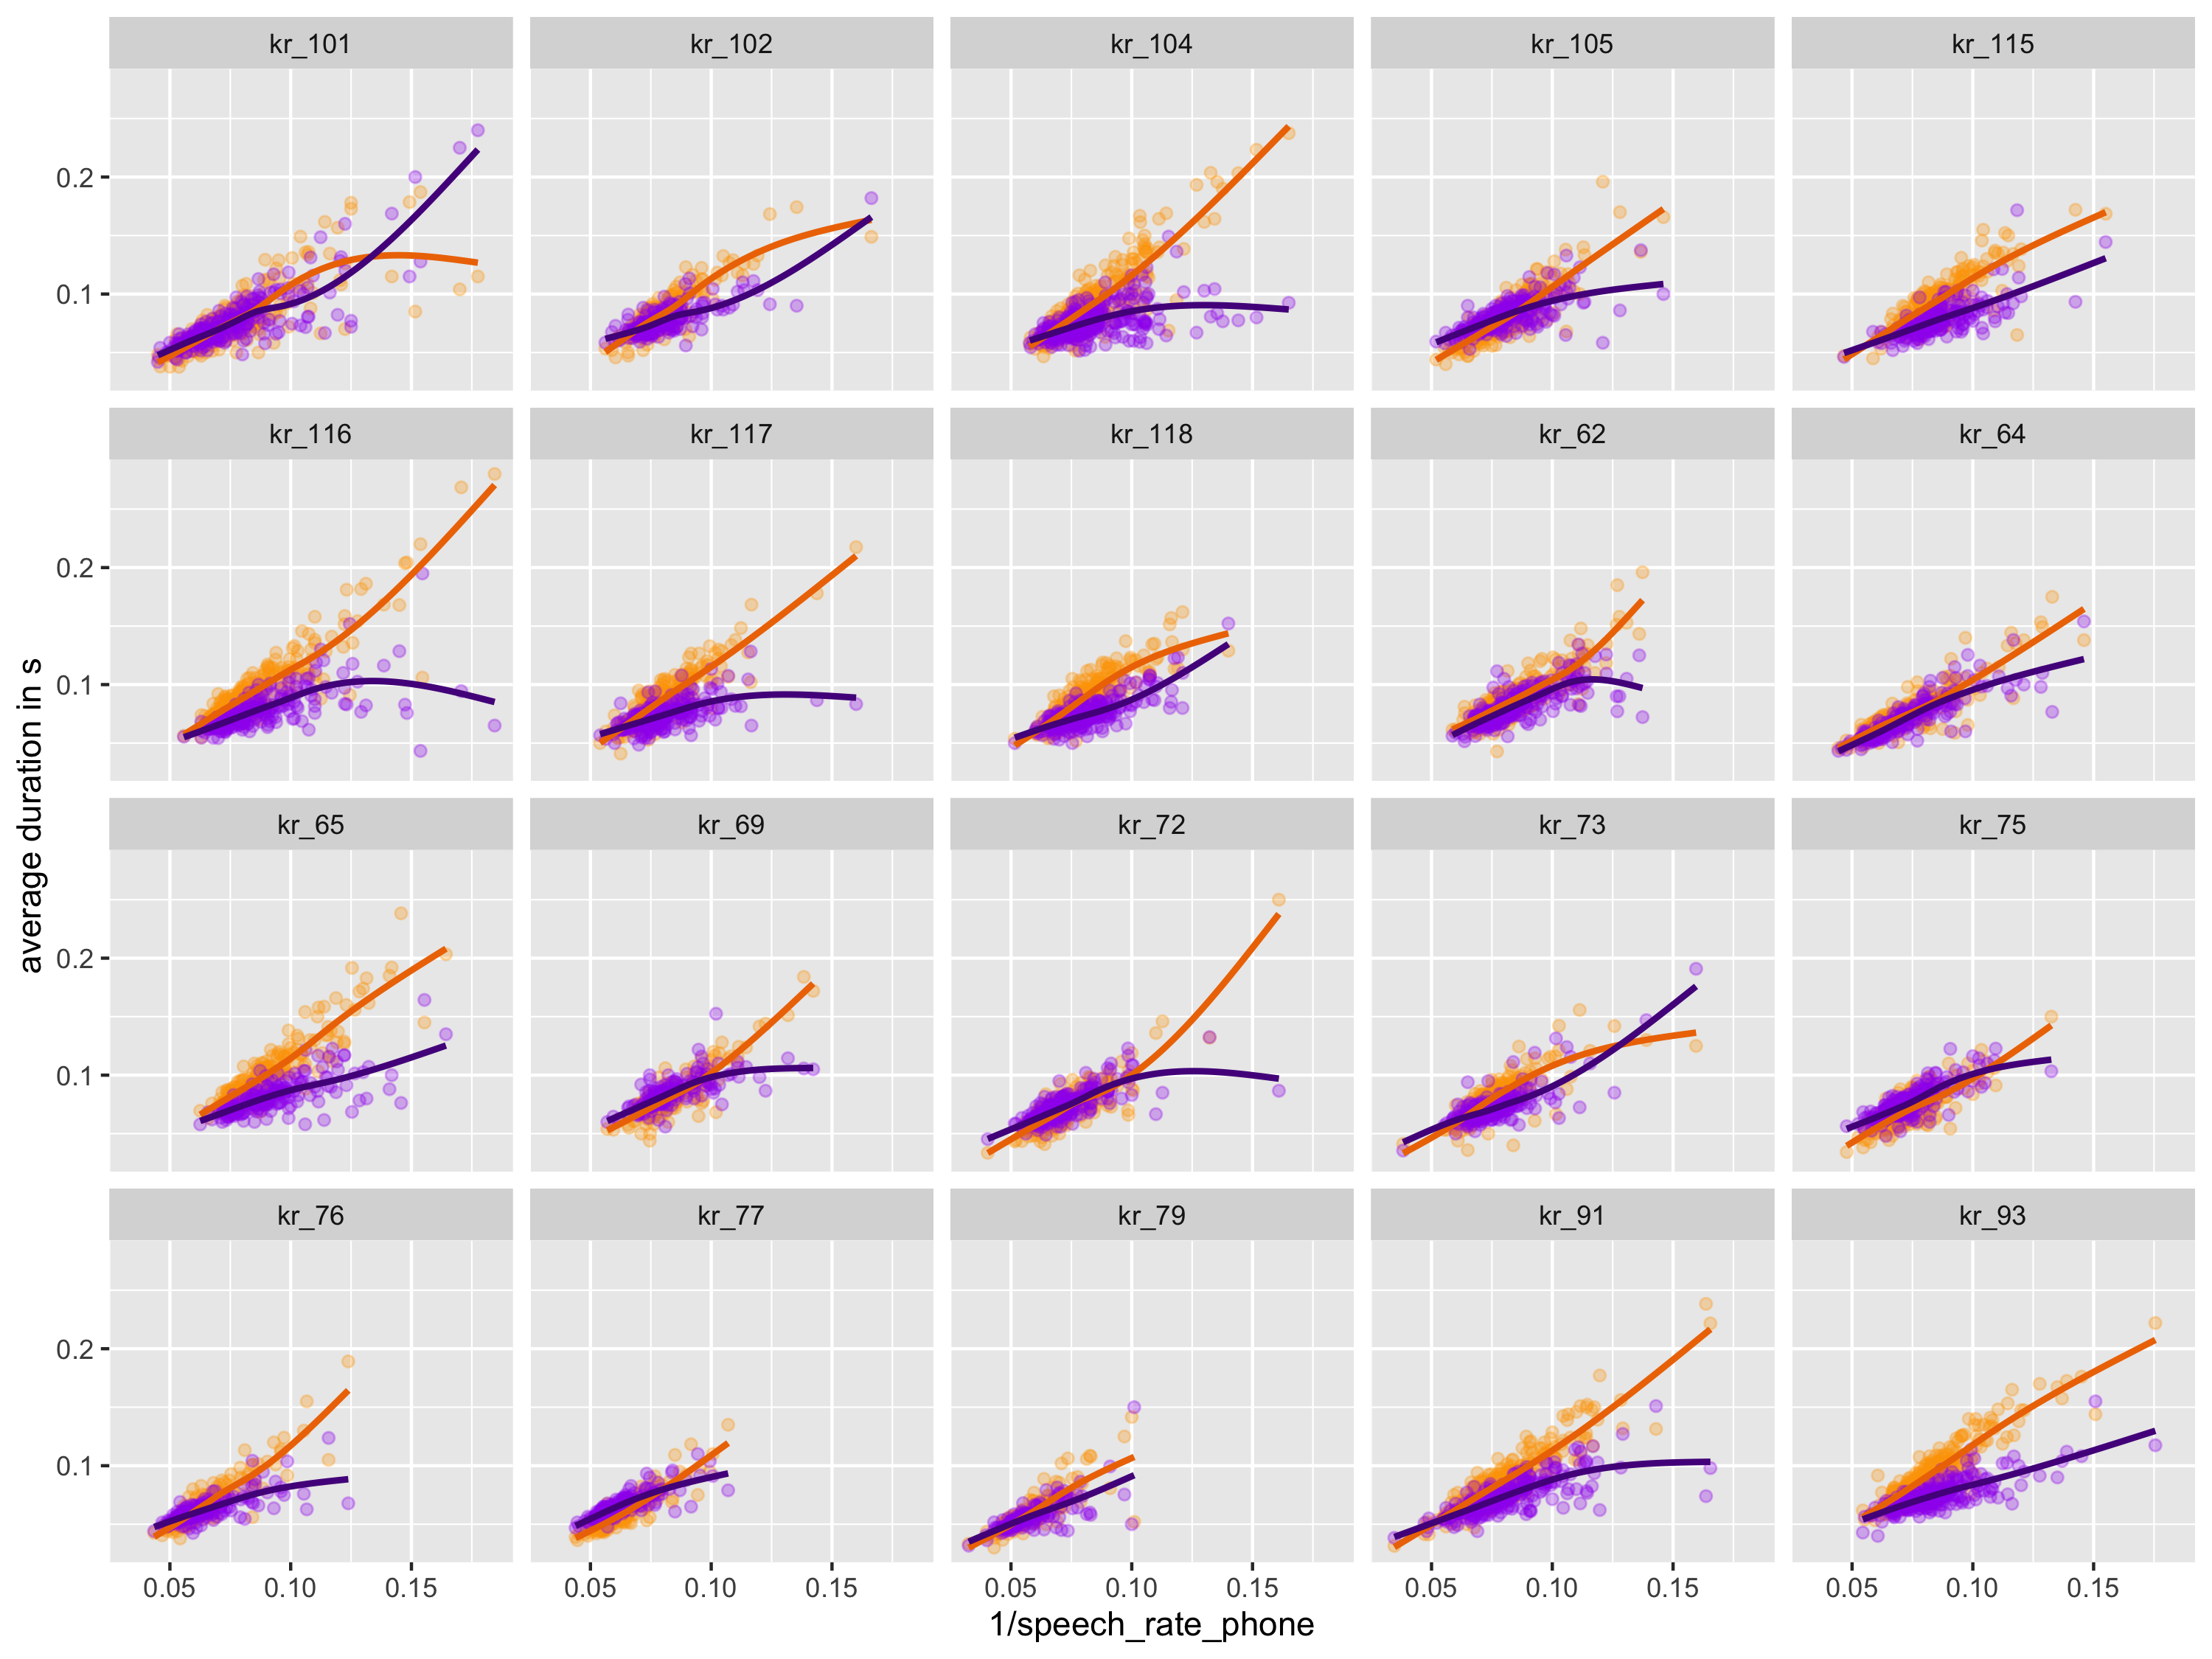 kr_101 kr_102 kr_104 kr_105 kr_115
0.2
0.1
kr_116 kr_117 kr_118 kr_62 kr_64
0.2
0.1
kr_65 kr_69 kr_72 kr_73 kr_75
0.2
0.1
kr_76 kr_77 kr_79 kr_91 kr_93
0.2
0.1
0.05 0.10 0.15 0.05 0.10 0.15 0.05 0.10 0.15 0.05 0.10 0.15 0.05 0.10 0.15
1/speech_rate_phone
average duration in s